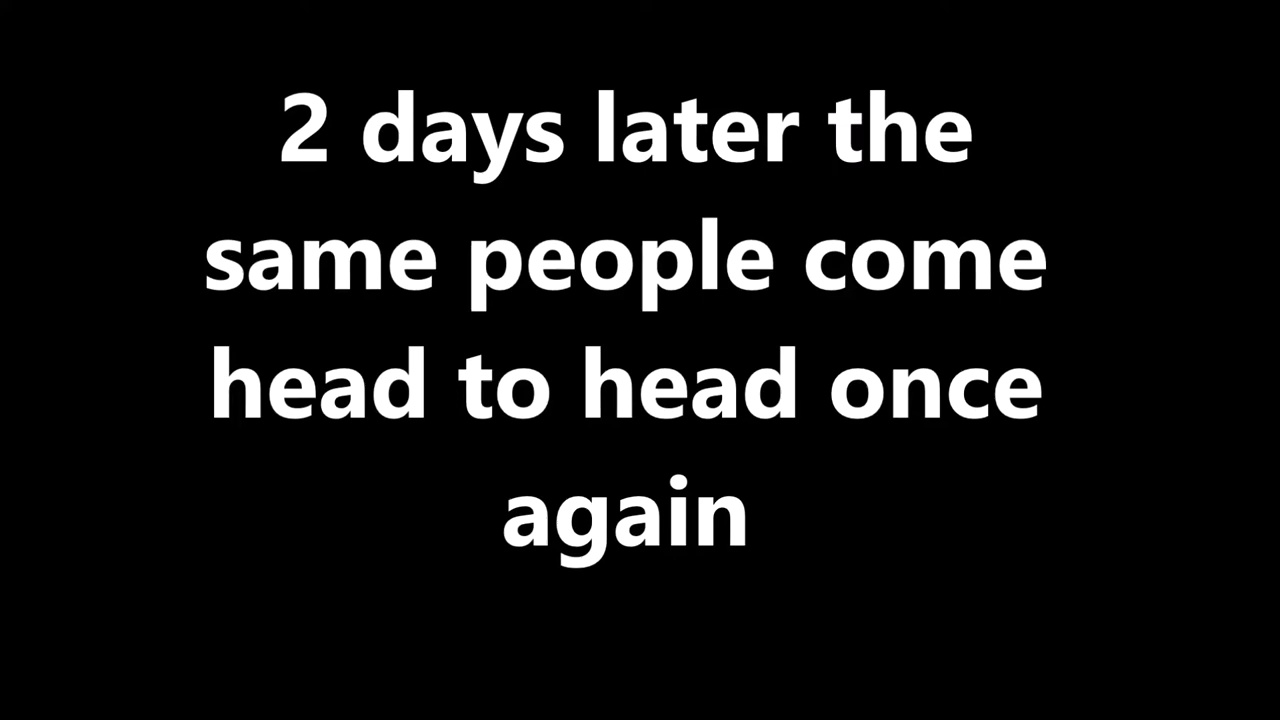 2 days later the
same people come
head to head once
again